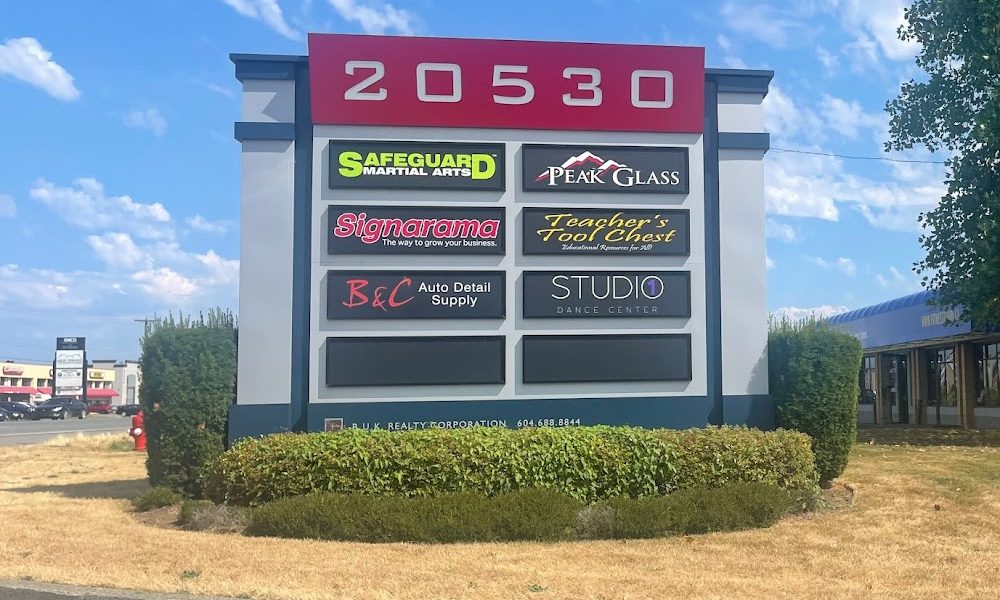 20530
SAFEGUARD
MARTIAL ARTS
PEAK GLASS
Signarama
The way to grow your business.
Teacher's
Tool Chest
Educational Resources for All!
B&C Auto Detail
Supply
STUDIO 1
DANCE CENTER
B.U.K. REALTY CORPORATION 604.688.8844